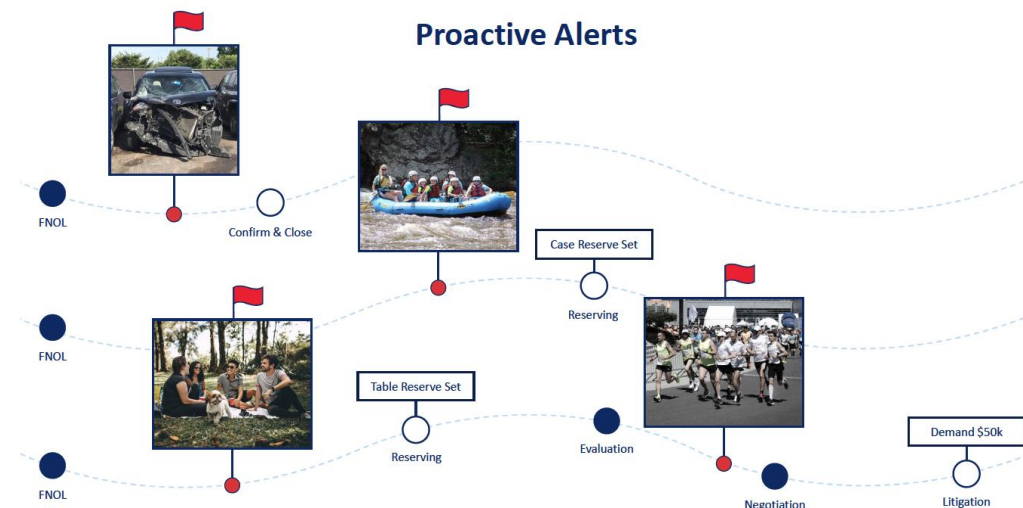 Proactive Alerts
FNOL
Confirm & Close
Case Reserve Set
Reserving
FNOL
Table Reserve Set
Reserving
Evaluation
Demand $50k
FNOL
Negotiation
Litigation